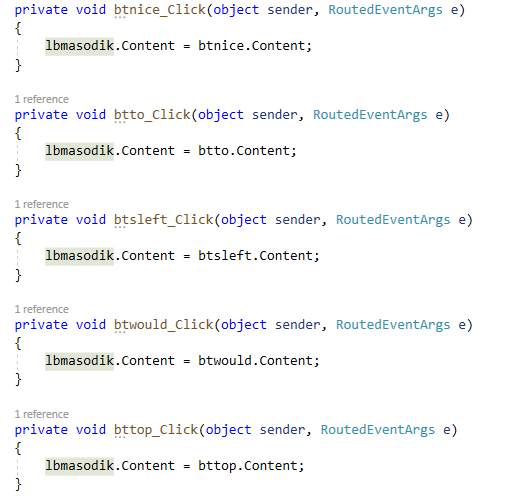 private void btnice_Click(object sender, RoutedEventArgs e)
{
lbmasodik.Content = btnice.Content;
}
1 reference
private void btto_Click(object sender, RoutedEventArgs e)
{
lbmasodik.Content = btto.Content;
}
1 reference
private void btsleft_Click(object sender, RoutedEventArgs e)
{
lbmasodik.Content = btsleft.Content;
}
1 reference
private void btwould_Click(object sender, RoutedEventArgs e)
{
lbmasodik.Content = btwould.Content;
}
1 reference
private void bttop_Click(object sender, RoutedEventArgs e)
{
lbmasodik.Content = bttop.Content;
}